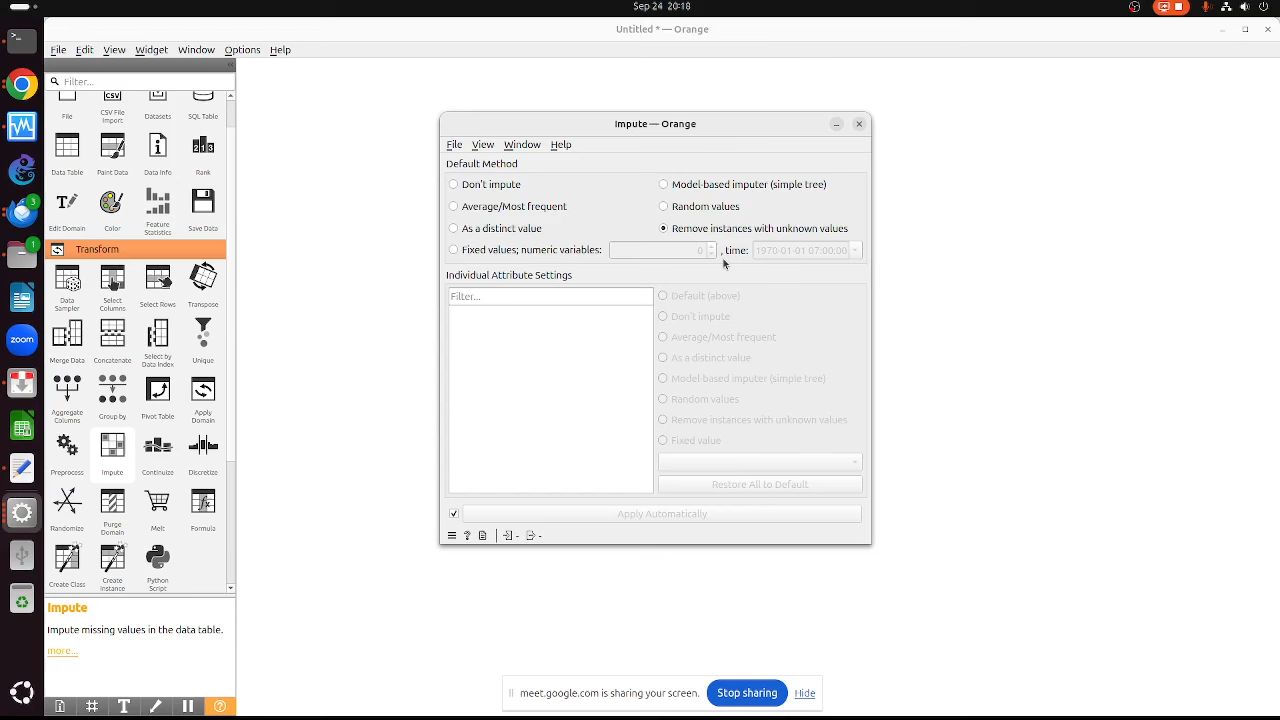 Sep 24 20:18
Untitled * — Orange
File Edit View Widget Window Options Help
Filter...
File CSV File Import Datasets SQL Table
Data Table Paint Data Data Info Rank
Edit Domain Color Feature Statistics Save Data
Transform
Data Sampler Select Columns Select Rows Transpose
Merge Data Concatenate Select by Data Index Unique
Aggregate Columns Group by Pivot Table Apply Domain
Preprocess Impute Continuize Discretize
Randomize Purge Domain Melt Formula
Create Class Create Instance Python Script
Impute
Impute missing values in the data table.
more...
Impute — Orange
File View Window Help
Default Method
Don't impute Model-based imputer (simple tree)
Average/Most frequent Random values
As a distinct value Remove instances with unknown values
Fixed values; numeric variables: 0 , time: 1970-01-01 07:00:00
Individual Attribute Settings
Filter...
Default (above)
Don't impute
Average/Most frequent
As a distinct value
Model-based imputer (simple tree)
Random values
Remove instances with unknown values
Fixed value
Restore All to Default
Apply Automatically
meet.google.com is sharing your screen. Stop sharing Hide
zoom
3
1